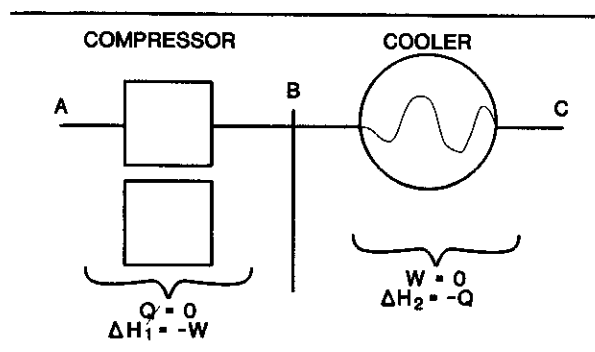 COMPRESSOR
COOLER
A
B
C
Q = 0
ΔH₁ = -W
W = 0
ΔH₂ = -Q